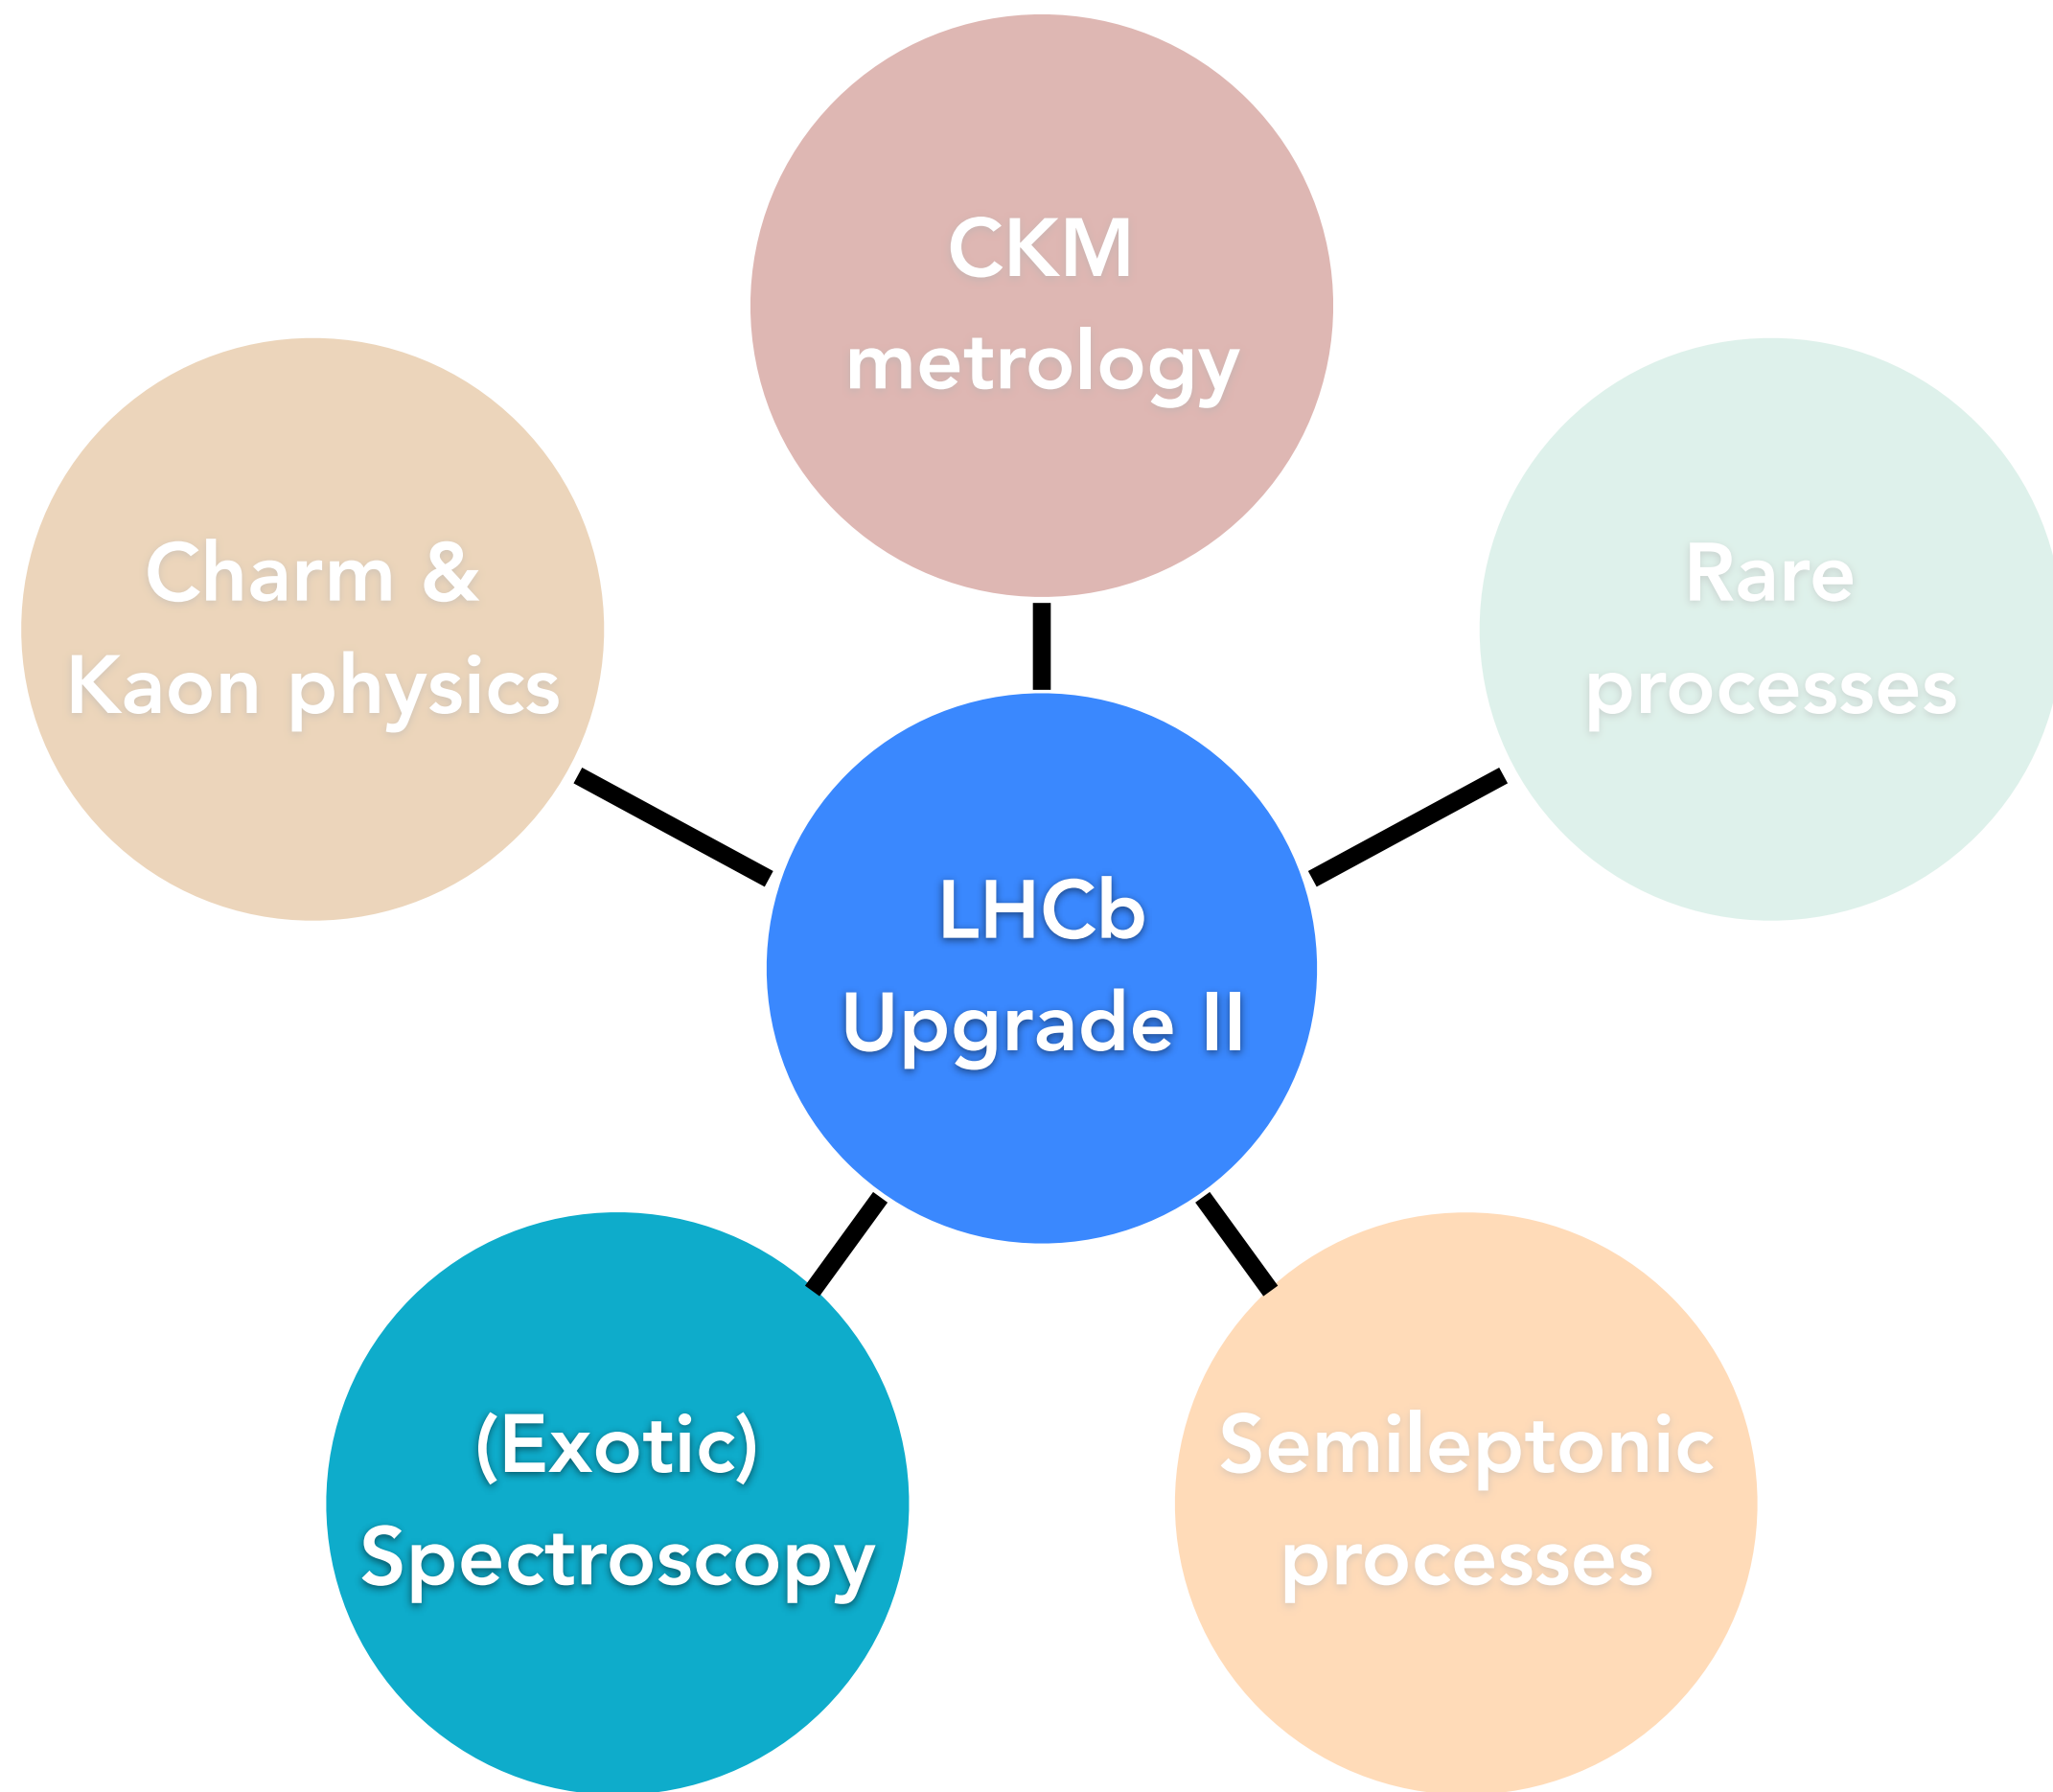 CKM
metrology
Charm &
Kaon physics
Rare
processes
LHCb
Upgrade II
(Exotic)
Spectroscopy
Semileptonic
processes